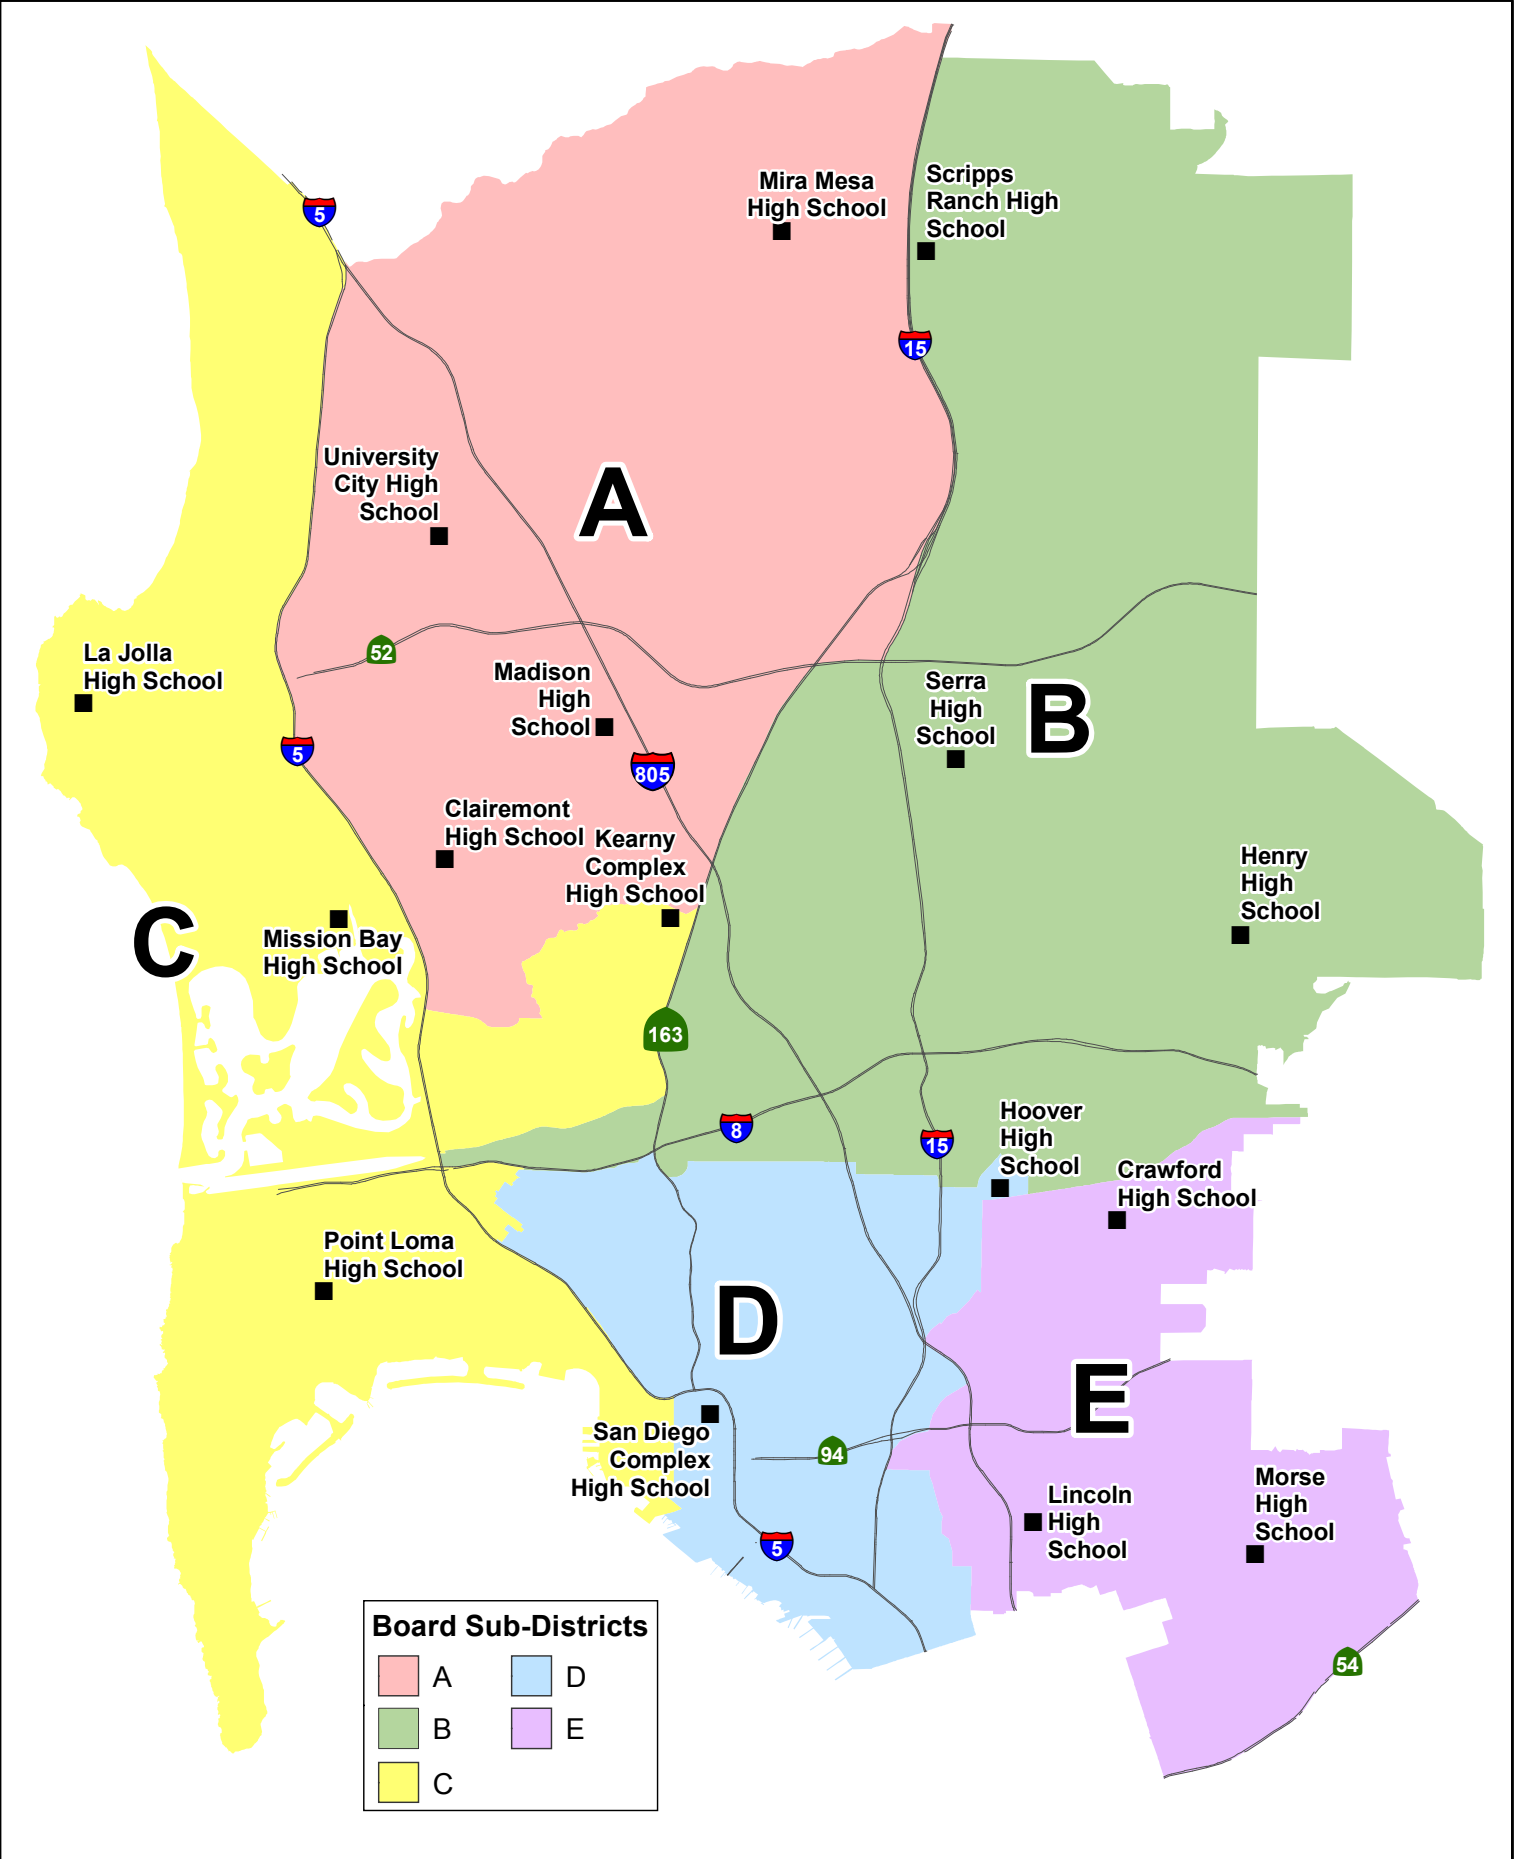 Mira Mesa
High School
Scripps
Ranch High
School
5
15
University
City High
School
A
52
La Jolla
High School
Madison
High
School
Serra
High
School
B
5
805
Clairemont
High School
Kearny
Complex
High School
Henry
High
School
C
Mission Bay
High School
163
8
15
Hoover
High
School
Crawford
High School
Point Loma
High School
D
E
San Diego
Complex
High School
94
Lincoln
High
School
Morse
High
School
5
54
Board Sub-Districts
A
D
B
E
C